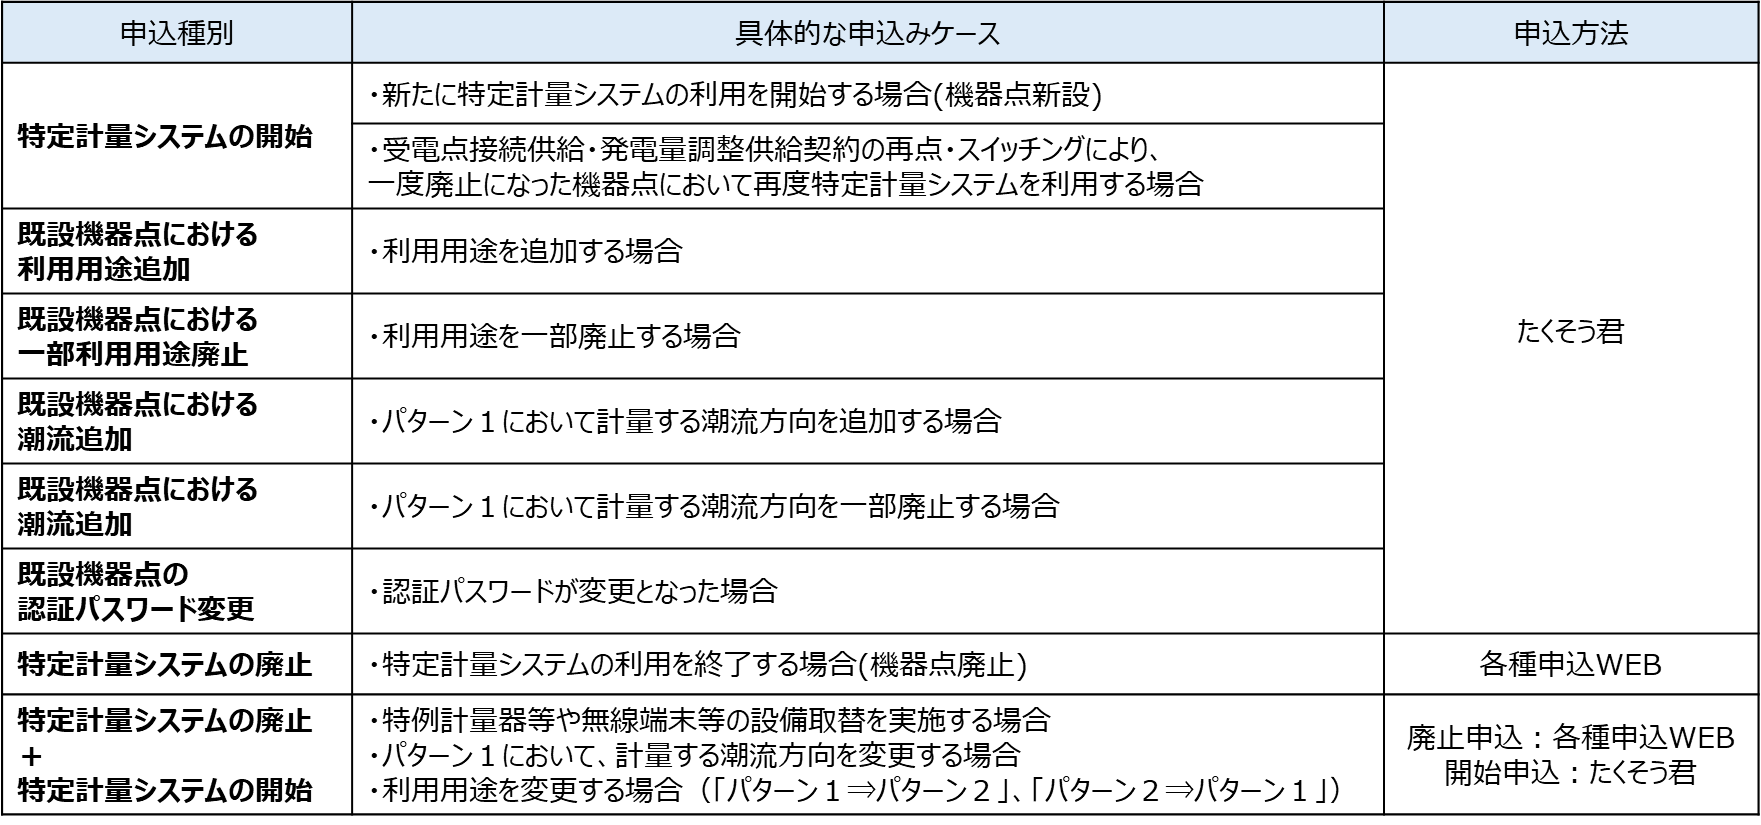 申込種別
具体的な申込みケース
申込方法
特定計量システムの開始
・新たに特定計量システムの利用を開始する場合(機器点新設)
・受電点接続供給・発電量調整供給契約の再点・スイッチングにより、
一度廃止になった機器点において再度特定計量システムを利用する場合
既設機器点における
利用用途追加
・利用用途を追加する場合
既設機器点における
一部利用用途廃止
・利用用途を一部廃止する場合
たくそう君
既設機器点における
潮流追加
・パターン１において計量する潮流方向を追加する場合
既設機器点における
潮流追加
・パターン１において計量する潮流方向を一部廃止する場合
既設機器点の
認証パスワード変更
・認証パスワードが変更となった場合
特定計量システムの廃止
・特定計量システムの利用を終了する場合(機器点廃止)
各種申込WEB
特定計量システムの廃止
＋
特定計量システムの開始
・特例計量器等や無線端末等の設備取替を実施する場合
・パターン１において、計量する潮流方向を変更する場合
・利用用途を変更する場合（「パターン１⇒パターン２」、「パターン２⇒パターン１」）
廃止申込：各種申込WEB
開始申込：たくそう君